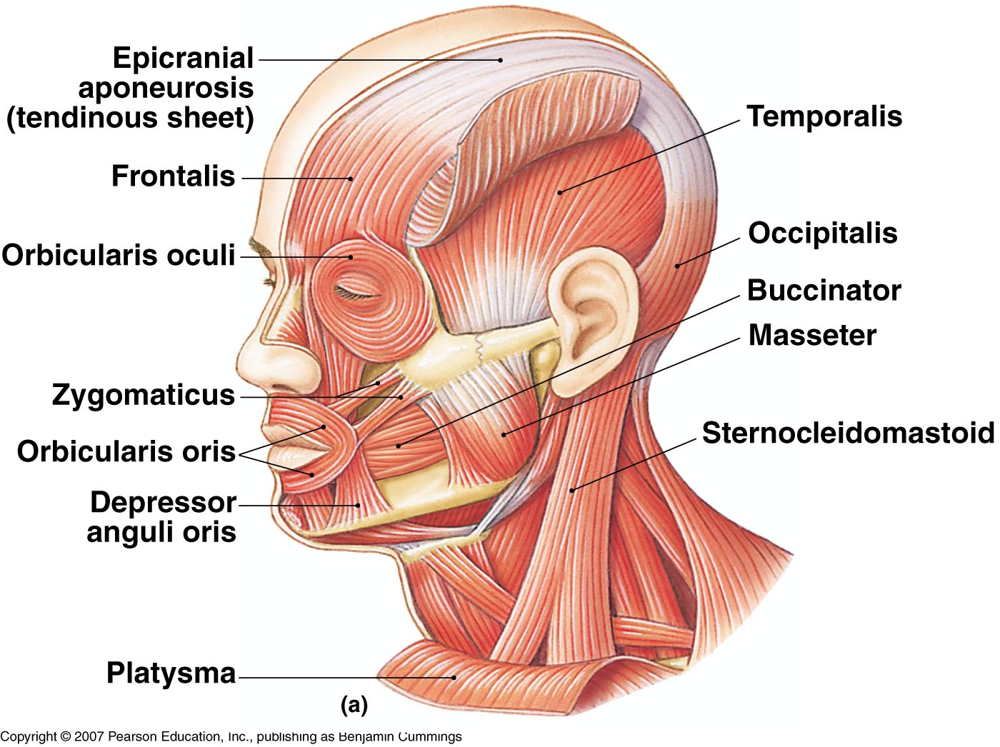 Epicranial
aponeurosis
(tendinous sheet)
Frontalis
Orbicularis oculi
Zygomaticus
Orbicularis oris
Depressor
anguli oris
Platysma
Temporalis
Occipitalis
Buccinator
Masseter
Sternocleidomastoid
(a)
Copyright © 2007 Pearson Education, Inc., publishing as Benjamin Cummings